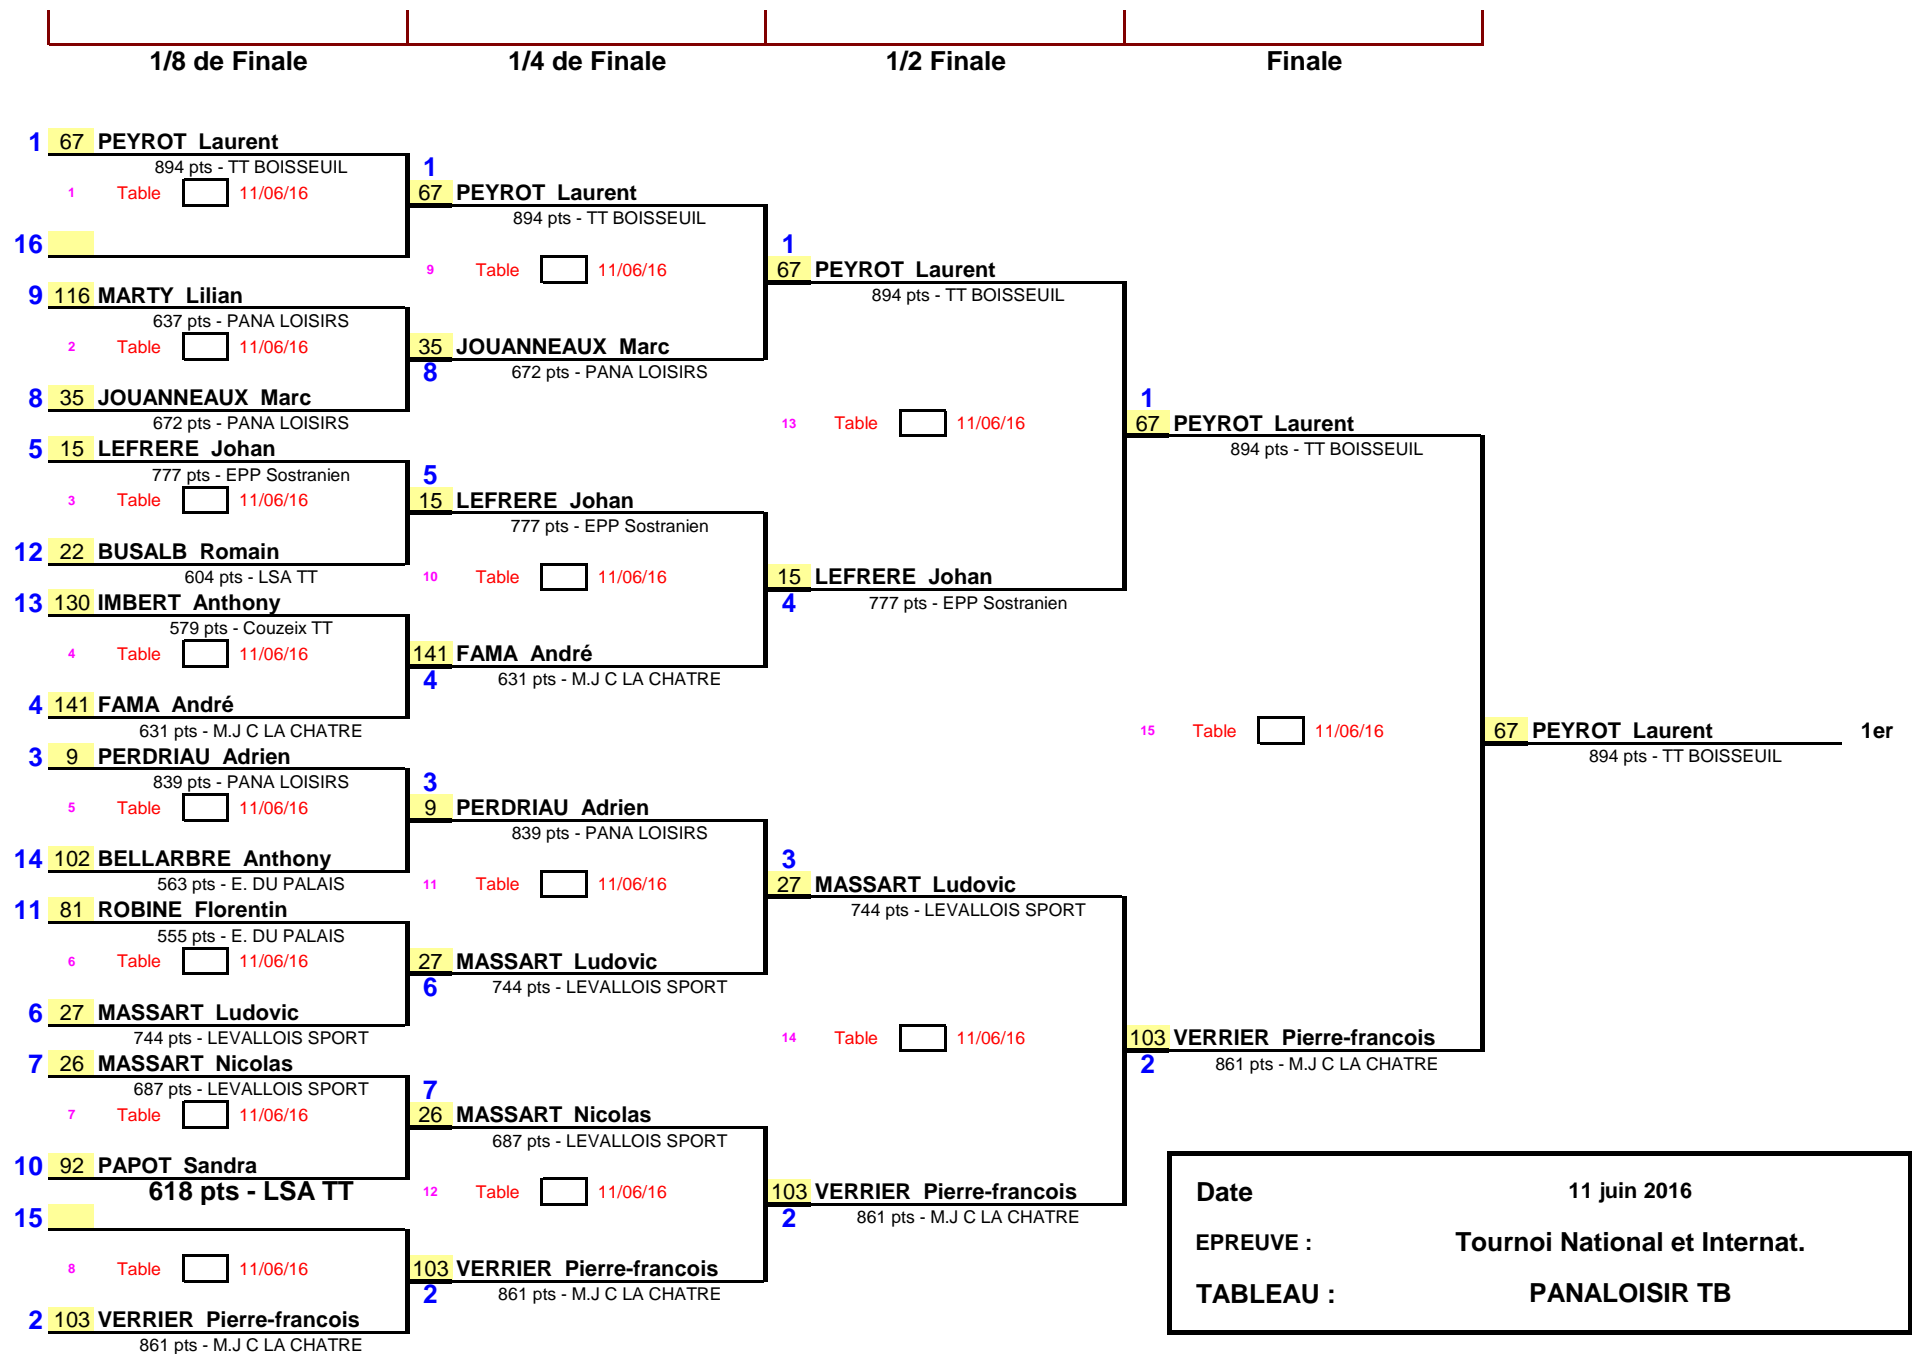 1/8 de Finale 1/4 de Finale 1/2 Finale Finale
1 67 PEYROT Laurent
894 pts - TT BOISSEUIL
1 Table 11/06/16
16
9 116 MARTY Lilian
637 pts - PANA LOISIRS
2 Table 11/06/16
8 35 JOUANNEAUX Marc
672 pts - PANA LOISIRS
5 15 LEFRERE Johan
777 pts - EPP Sostranien
3 Table 11/06/16
12 22 BUSALB Romain
604 pts - LSA TT
13 130 IMBERT Anthony
579 pts - Couzeix TT
4 Table 11/06/16
4 141 FAMA André
631 pts - M.J C LA CHATRE
3 9 PERDRIAU Adrien
839 pts - PANA LOISIRS
5 Table 11/06/16
14 102 BELLARBRE Anthony
563 pts - E. DU PALAIS
11 81 ROBINE Florentin
555 pts - E. DU PALAIS
6 Table 11/06/16
6 27 MASSART Ludovic
744 pts - LEVALLOIS SPORT
7 26 MASSART Nicolas
687 pts - LEVALLOIS SPORT
7 Table 11/06/16
10 92 PAPOT Sandra
618 pts - LSA TT
15
8 Table 11/06/16
2 103 VERRIER Pierre-francois
861 pts - M.J C LA CHATRE
1
67 PEYROT Laurent
894 pts - TT BOISSEUIL
9 Table 11/06/16
35 JOUANNEAUX Marc
8 672 pts - PANA LOISIRS
5
15 LEFRERE Johan
777 pts - EPP Sostranien
10 Table 11/06/16
141 FAMA André
4 631 pts - M.J C LA CHATRE
3
9 PERDRIAU Adrien
839 pts - PANA LOISIRS
11 Table 11/06/16
27 MASSART Ludovic
6 744 pts - LEVALLOIS SPORT
7
26 MASSART Nicolas
687 pts - LEVALLOIS SPORT
12 Table 11/06/16
103 VERRIER Pierre-francois
2 861 pts - M.J C LA CHATRE
1
67 PEYROT Laurent
894 pts - TT BOISSEUIL
13 Table 11/06/16
15 LEFRERE Johan
4 777 pts - EPP Sostranien
3
27 MASSART Ludovic
744 pts - LEVALLOIS SPORT
14 Table 11/06/16
103 VERRIER Pierre-francois
2 861 pts - M.J C LA CHATRE
1
67 PEYROT Laurent
894 pts - TT BOISSEUIL
15 Table 11/06/16
103 VERRIER Pierre-francois
2 861 pts - M.J C LA CHATRE
67 PEYROT Laurent 1er
894 pts - TT BOISSEUIL
Date 11 juin 2016
EPREUVE : Tournoi National et Internat.
TABLEAU : PANALOISIR TB